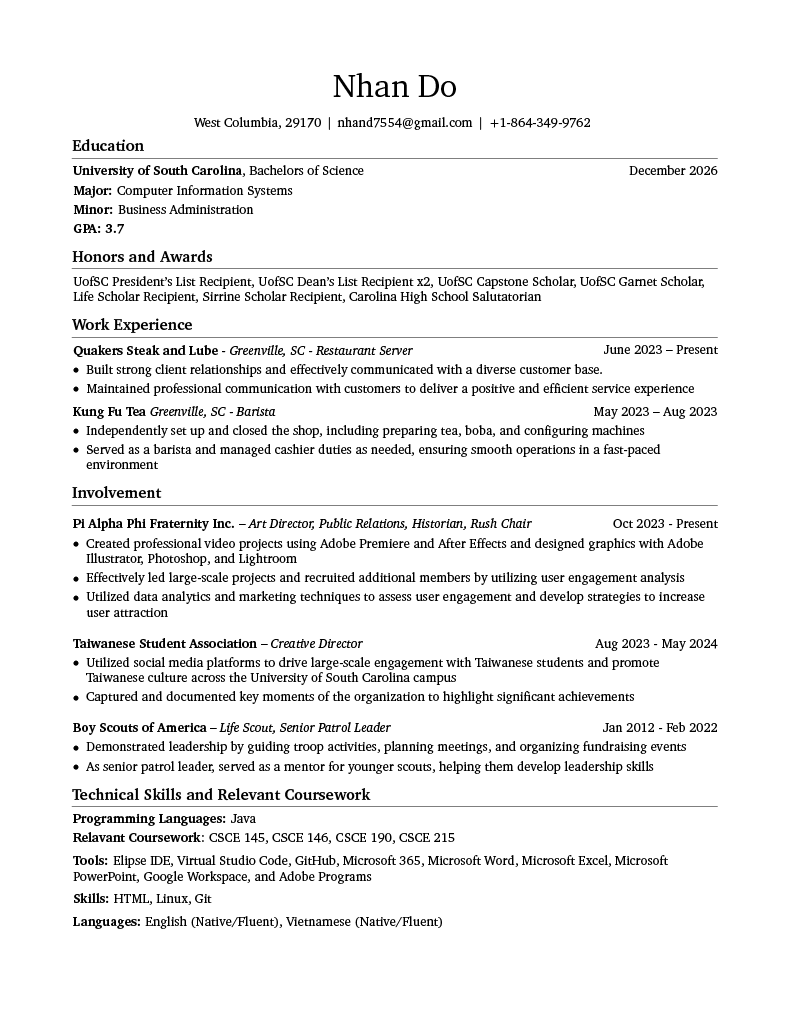 Nhan Do
West Columbia, 29170 | nhand7554@gmail.com | +1-864-349-9762
Education
University of South Carolina, Bachelors of Science December 2026
Major: Computer Information Systems
Minor: Business Administration
GPA: 3.7
Honors and Awards
UofSC President's List Recipient, UofSC Dean's List Recipient x2, UofSC Capstone Scholar, UofSC Garnet Scholar,
Life Scholar Recipient, Sirrine Scholar Recipient, Carolina High School Salutatorian
Work Experience
Quakers Steak and Lube - Greenville, SC - Restaurant Server June 2023 – Present
• Built strong client relationships and effectively communicated with a diverse customer base.
• Maintained professional communication with customers to deliver a positive and efficient service experience
Kung Fu Tea Greenville, SC - Barista May 2023 – Aug 2023
• Independently set up and closed the shop, including preparing tea, boba, and configuring machines
• Served as a barista and managed cashier duties as needed, ensuring smooth operations in a fast-paced
environment
Involvement
Pi Alpha Phi Fraternity Inc. – Art Director, Public Relations, Historian, Rush Chair Oct 2023 - Present
• Created professional video projects using Adobe Premiere and After Effects and designed graphics with Adobe
Illustrator, Photoshop, and Lightroom
• Effectively led large-scale projects and recruited additional members by utilizing user engagement analysis
• Utilized data analytics and marketing techniques to assess user engagement and develop strategies to increase
user attraction
Taiwanese Student Association – Creative Director Aug 2023 - May 2024
• Utilized social media platforms to drive large-scale engagement with Taiwanese students and promote
Taiwanese culture across the University of South Carolina campus
• Captured and documented key moments of the organization to highlight significant achievements
Boy Scouts of America – Life Scout, Senior Patrol Leader Jan 2012 - Feb 2022
• Demonstrated leadership by guiding troop activities, planning meetings, and organizing fundraising events
• As senior patrol leader, served as a mentor for younger scouts, helping them develop leadership skills
Technical Skills and Relevant Coursework
Programming Languages: Java
Relavant Coursework: CSCE 145, CSCE 146, CSCE 190, CSCE 215
Tools: Elipse IDE, Virtual Studio Code, GitHub, Microsoft 365, Microsoft Word, Microsoft Excel, Microsoft
PowerPoint, Google Workspace, and Adobe Programs
Skills: HTML, Linux, Git
Languages: English (Native/Fluent), Vietnamese (Native/Fluent)